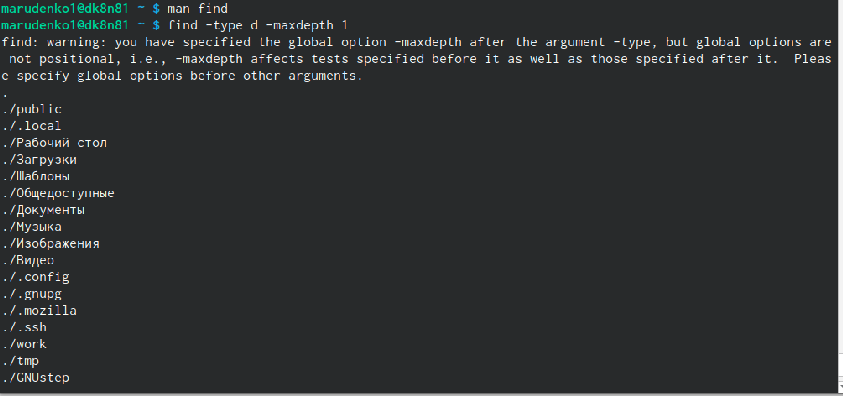 marudenko1@dk8n81 ~ $ man find
marudenko1@dk8n81 ~ $ find -type d -maxdepth 1
find: warning: you have specified the global option -maxdepth after the argument -type, but global options are
 not positional, i.e., -maxdepth affects tests specified before it as well as those specified after it.  Pleas
e specify global options before other arguments.
.
./public
./.local
./Рабочий стол
./Загрузки
./Шаблоны
./Общедоступные
./Документы
./Музыка
./Изображения
./Видео
./.config
./.gnupg
./.mozilla
./.ssh
./work
./tmp
./GNUstep